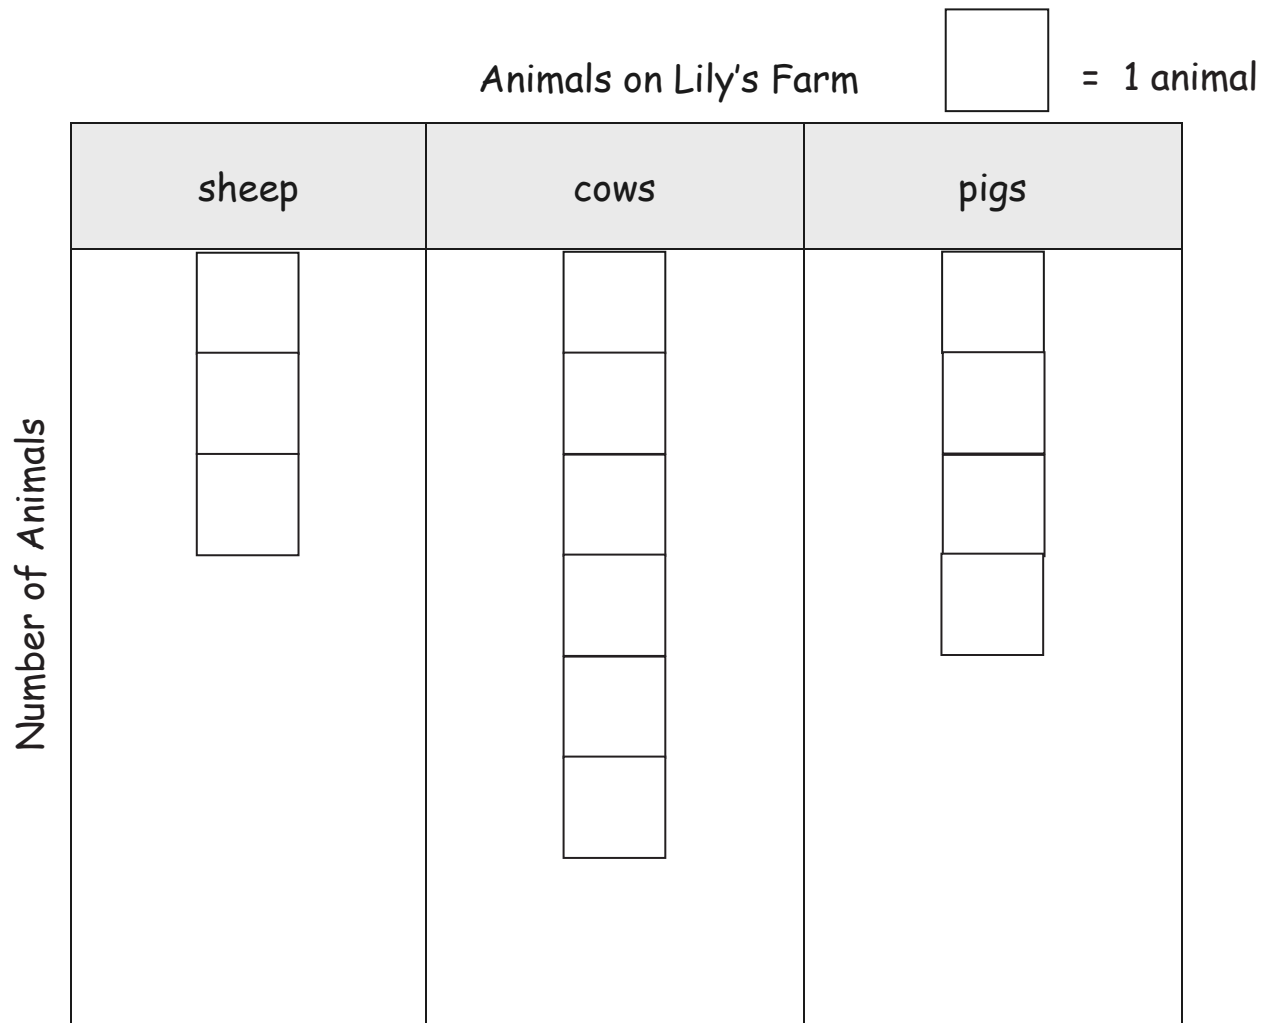 Animals on Lily's Farm
= 1 animal
sheep
cows
pigs
Number of Animals